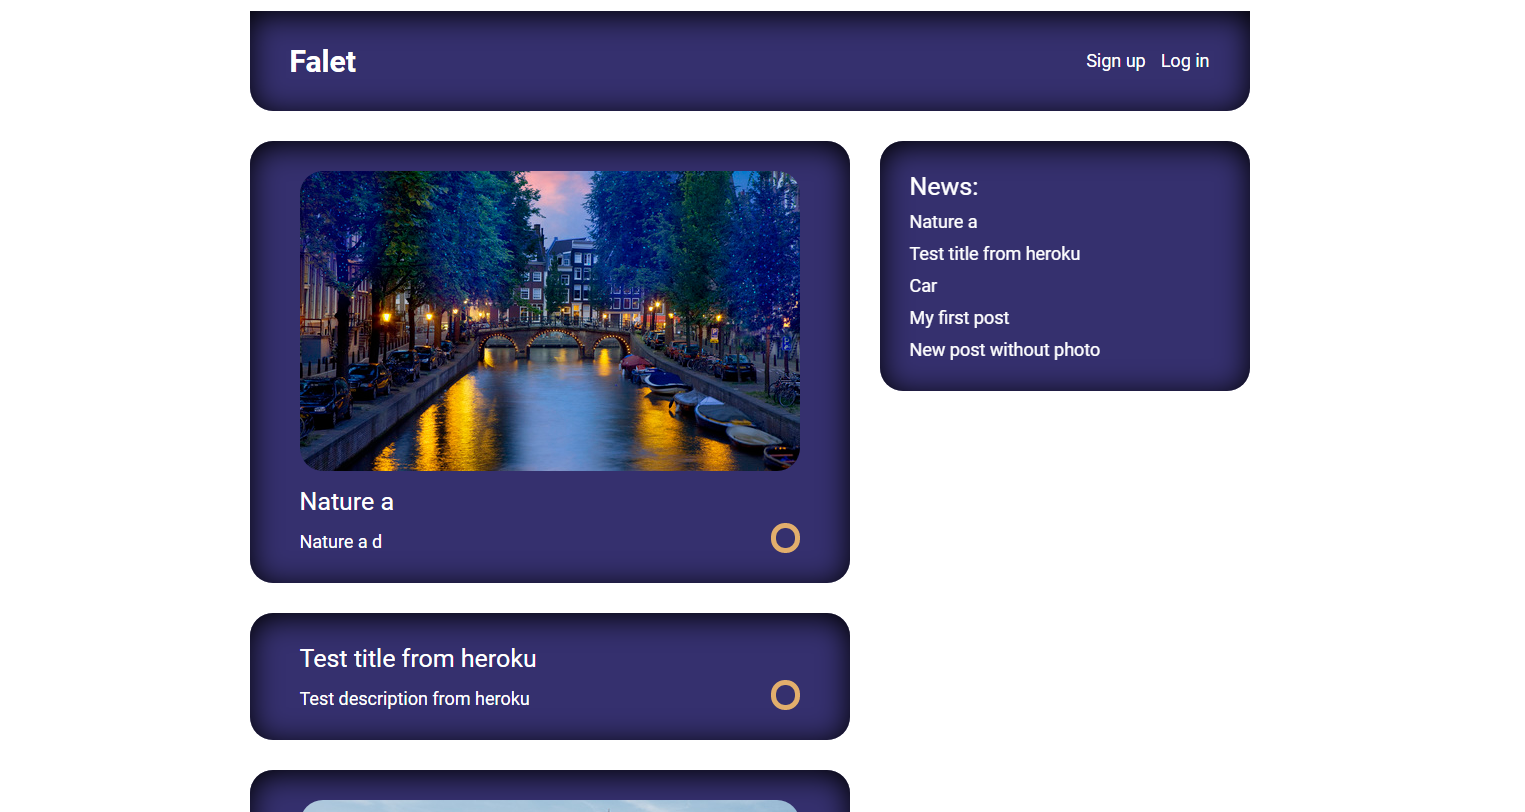 Falet
Sign up
Log in
Nature a
Nature a d
Test title from heroku
Test description from heroku
News:
Nature a
Test title from heroku
Car
My first post
New post without photo